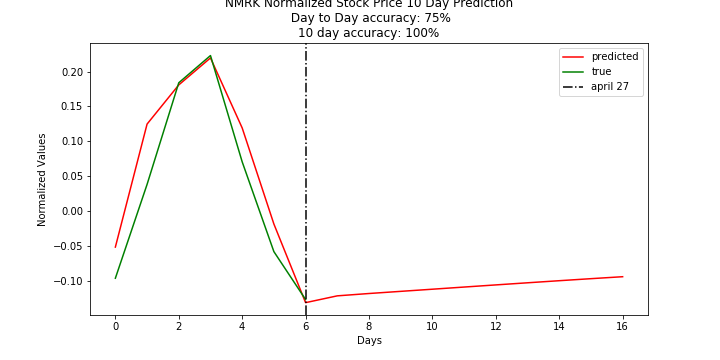 NMRK Normalized Stock Price 10 Day Prediction
Day to Day accuracy: 75%
10 day accuracy: 100%
predicted
true
april 27
Normalized Values
0.20
0.15
0.10
0.05
0.00
−0.05
−0.10
0 2 4 6 8 10 12 14 16
Days